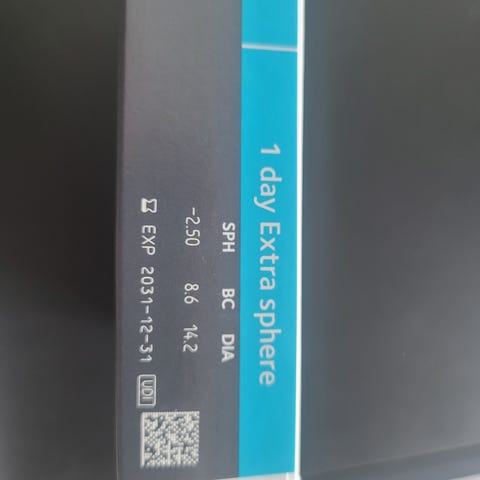 1 day Extra sphere
SPH BC DIA
-2.50 8.6 14.2
EXP 2031-12-31 UDI